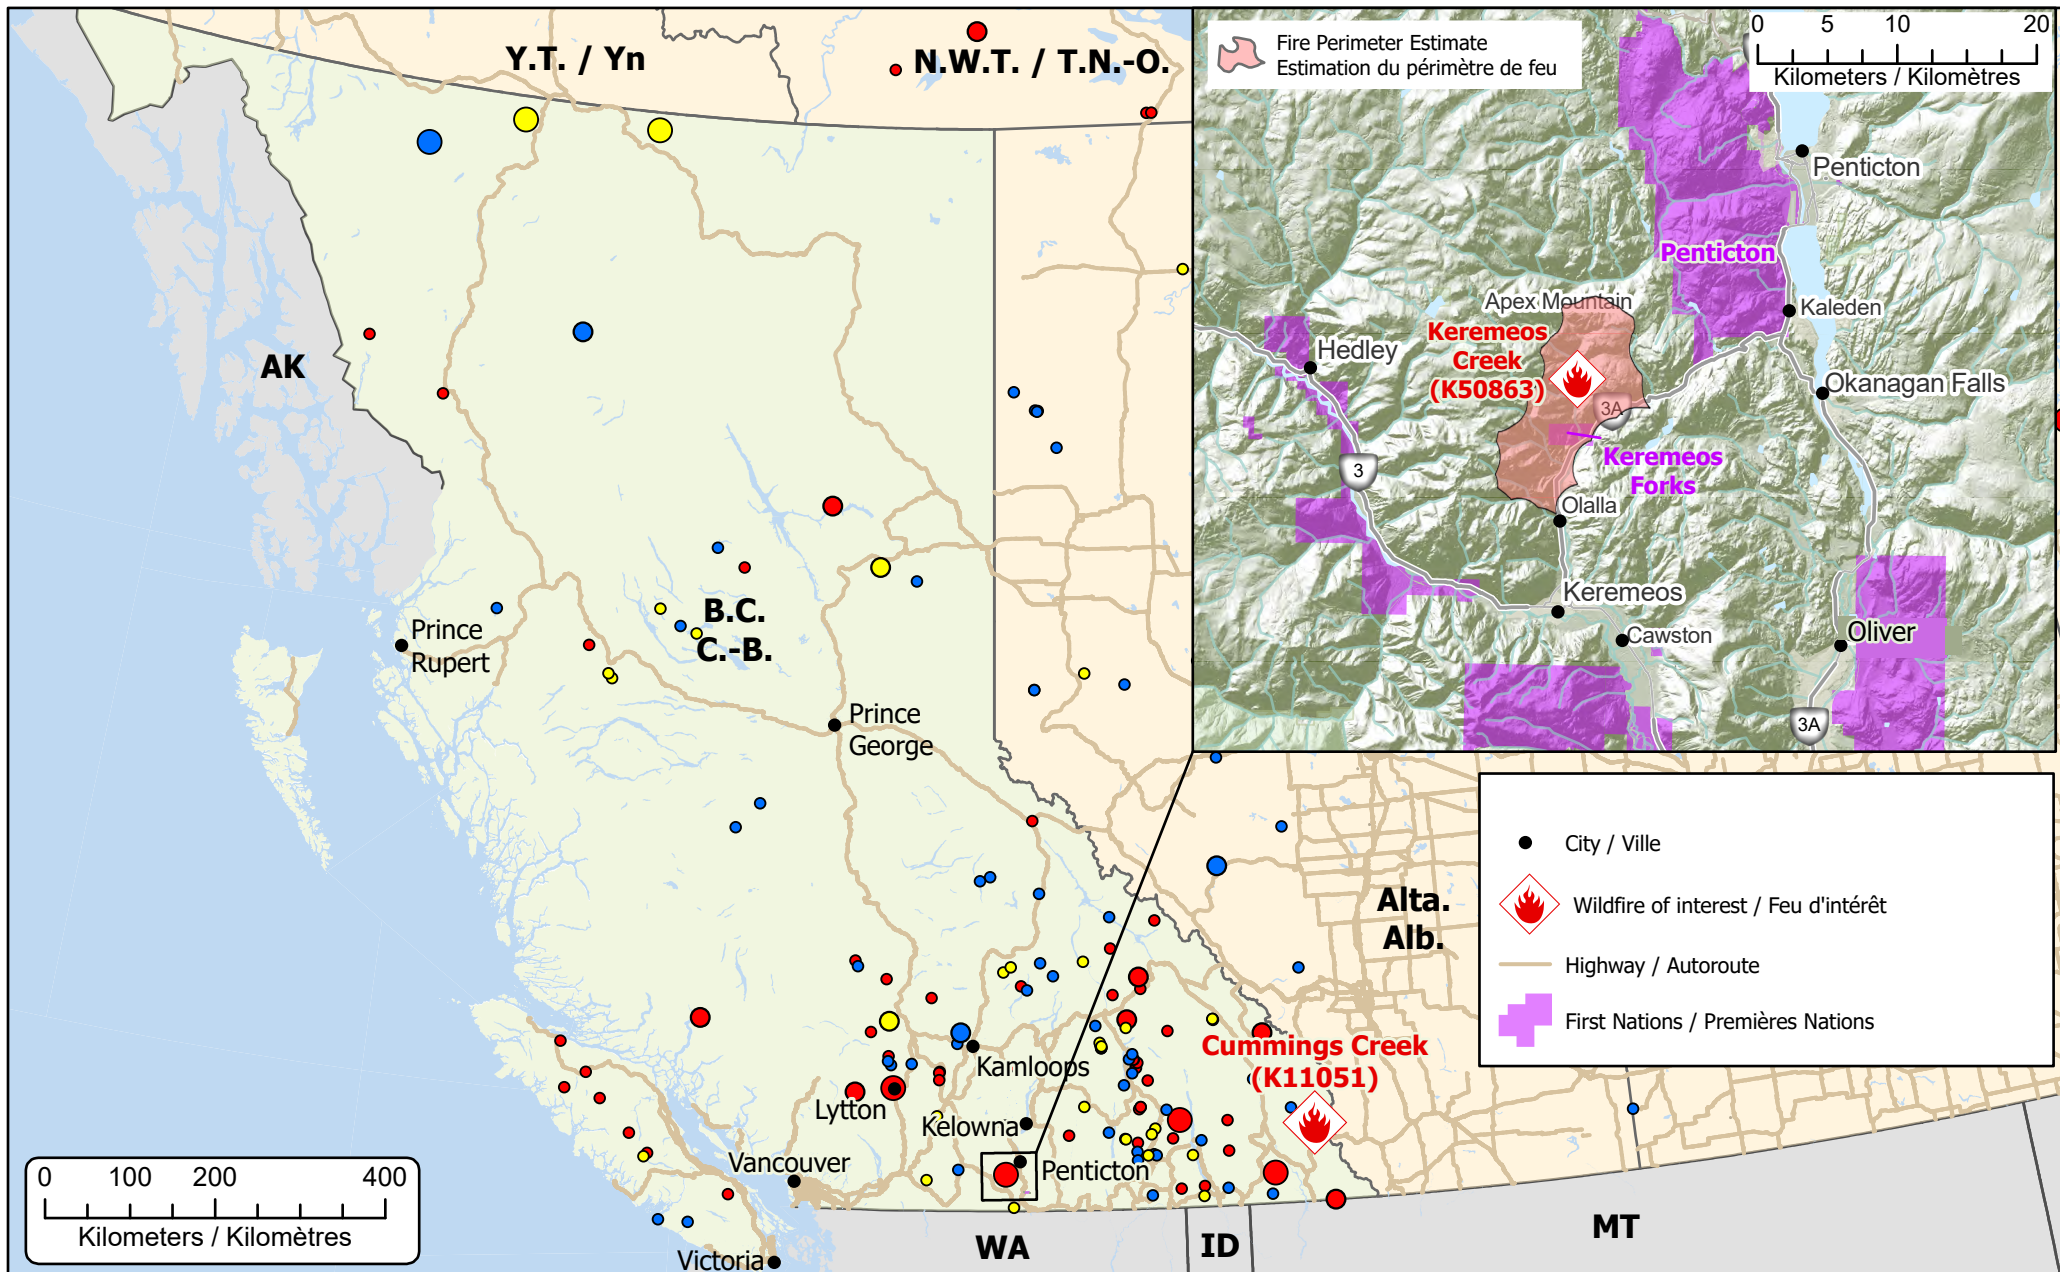 Y.T. / Yn
N.W.T. / T.N.-O.
AK
B.C.
C.-B.
Prince
Rupert
Prince
George
Alta.
Alb.
Cummings Creek
(K11051)
Kamloops
Lytton
Kelowna
Penticton
Vancouver
Victoria
WA
ID
MT
0 100 200 400
Kilometers / Kilomètres
Fire Perimeter Estimate
Estimation du périmètre de feu
0 5 10 20
Kilometers / Kilomètres
Penticton
Penticton
Kaleden
Apex Mountain
Keremeos
Creek
(K50863)
Hedley
Okanagan Falls
3A
3
Keremeos
Forks
Olalla
Keremeos
Cawston
Oliver
3A
City / Ville
Wildfire of interest / Feu d'intérêt
Highway / Autoroute
First Nations / Premières Nations